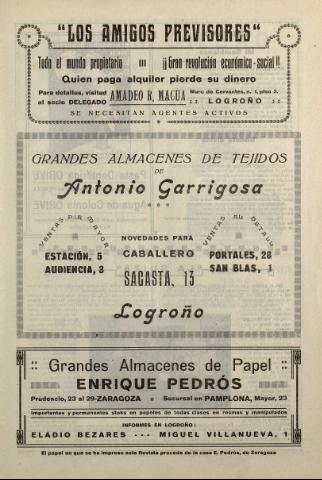 "LOS AMIGOS PREVISORES"
Todo el mundo propietario !!! ¡¡Gran revolución económico-social!!
Quien paga alquiler pierde su dinero
Para detalles, visitad AMADEO R. MAGUA Muro de Cervantes, n. 1, piso 2.
al socio DELEGADO :: LOGROÑO ::
SE NECESITAN AGENTES ACTIVOS
GRANDES ALMACENES DE TEJIDOS
DE
Antonio Garrigosa
VENTAS POR MAYOR
VENTAS AL DETALL
NOVEDADES PARA
ESTACIÓN, 5 CABALLERO PORTALES, 28
AUDIENCIA, 3 SAN BLAS, 1
SAGASTA, 13
Logroño
:: Grandes Almacenes de Papel ::
ENRIQUE PEDRÓS
Prudencio, 23 al 29-ZARAGOZA * Sucursal en PAMPLONA, Mayor, 23
Importantes y permanentes stoks en papeles de todas clases en resmas y manipulados
INFORMES EN LOGROÑO:
ELADIO BEZARES --- MIGUEL VILLANUEVA, 1
El papel en que se ha impreso esta Revista procede de la casa E. Pedrós, de Zaragoza